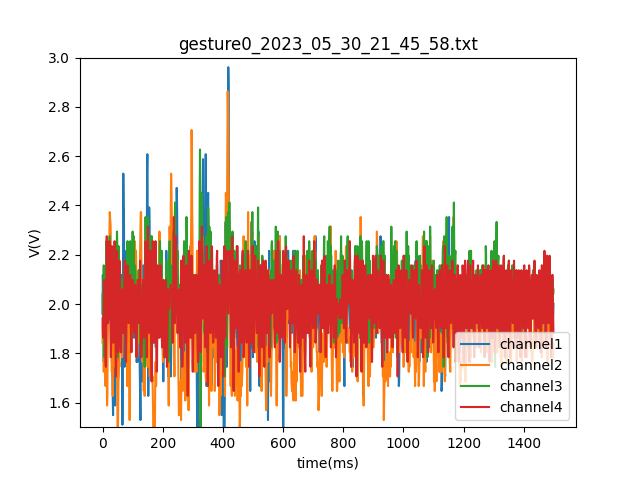 gesture0_2023_05_30_21_45_58.txt
V(V)
3.0
2.8
2.6
2.4
2.2
2.0
1.8
1.6
channel1
channel2
channel3
channel4
0 200 400 600 800 1000 1200 1400
time(ms)